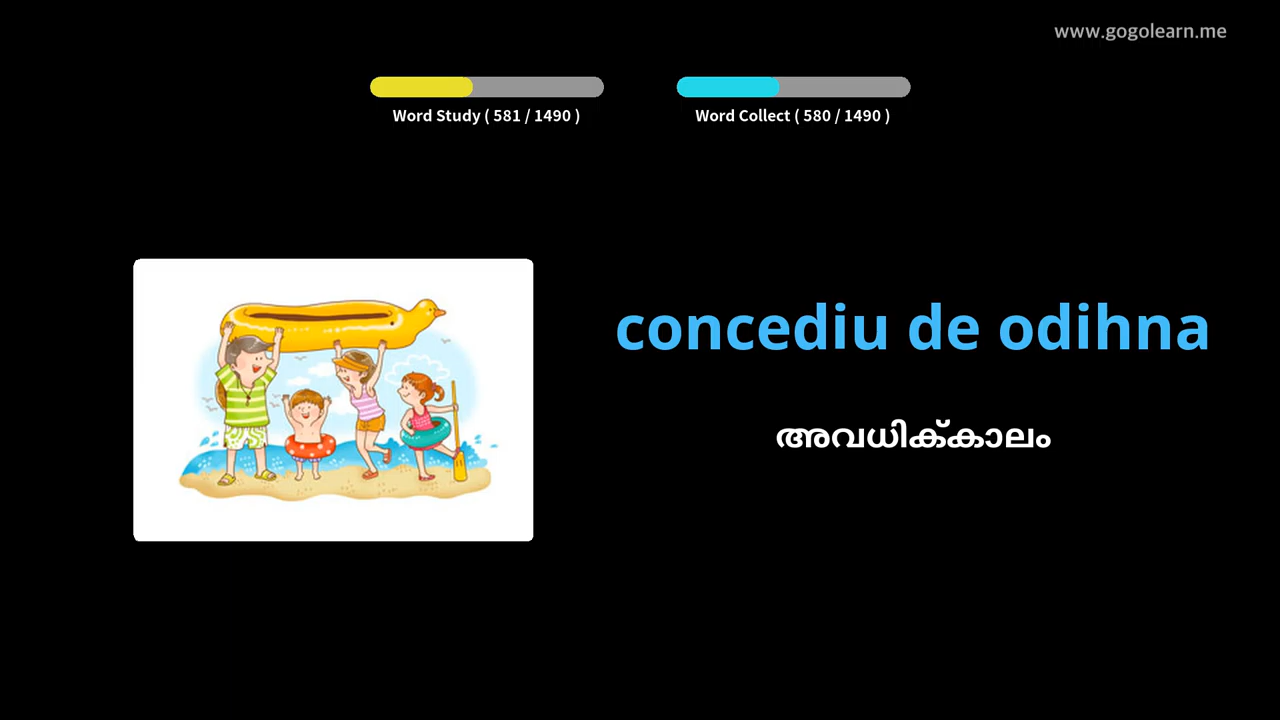 www.gogolearn.me
Word Study ( 581 / 1490 )
Word Collect ( 580 / 1490 )
concediu de odihna
അവധിക്കാലം